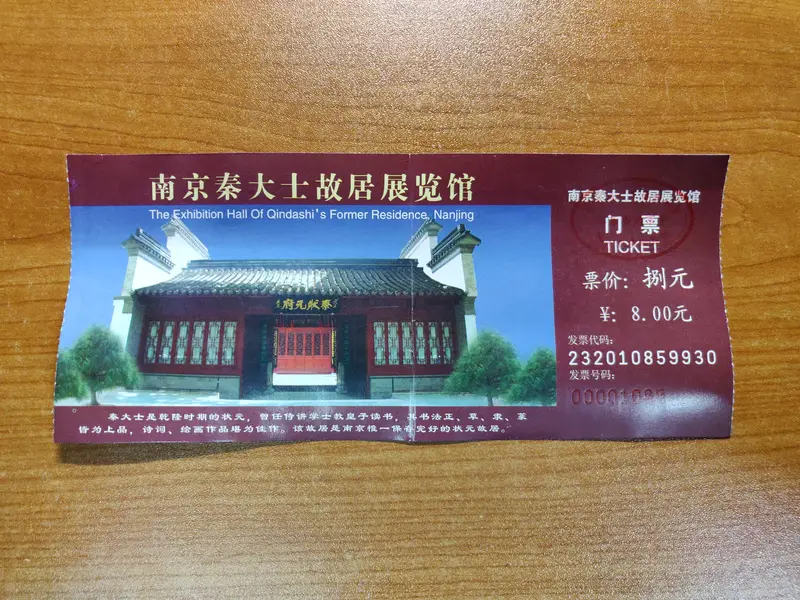 南京秦大士故居展览馆
The Exhibition Hall Of Qindashi's Former Residence, Nanjing
秦狀元府
秦大士是乾隆时期的状元，曾任侍讲学士教皇子读书，其书法正、草、隶、篆
皆为上品，诗词、绘画作品堪为佳作。该故居是南京惟一保存完好的状元故居。
南京秦大士故居展览馆
门 票
TICKET
票价: 捌元
¥: 8.00元
发票代码:
232010859930
发票号码: